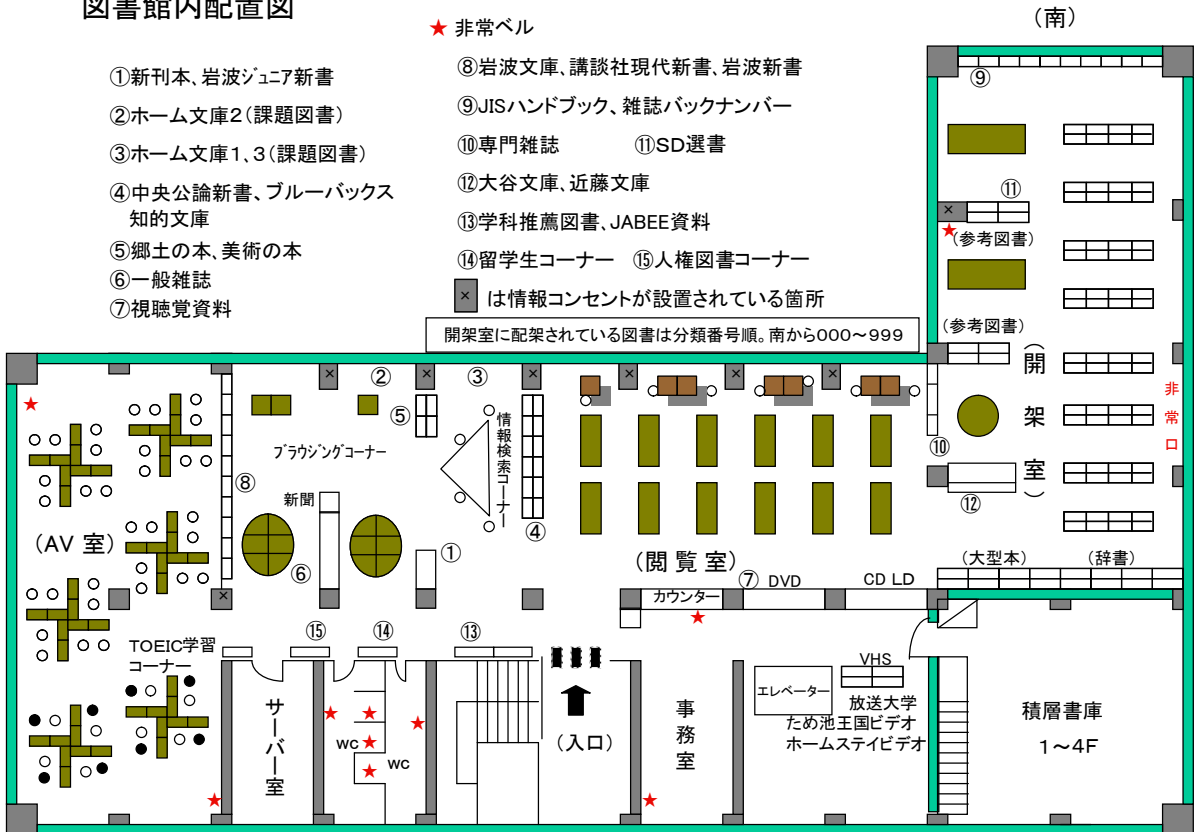 図書館内配置図
★ 非常ベル
(南)
①新刊本、岩波ジュニア新書
②ホーム文庫2(課題図書)
③ホーム文庫1、3(課題図書)
④中央公論新書、ブルーバックス
知的文庫
⑤郷土の本、美術の本
⑥一般雑誌
⑦視聴覚資料
⑧岩波文庫、講談社現代新書、岩波新書
⑨JISハンドブック、雑誌バックナンバー
⑩専門雑誌 ⑪SD選書
⑫大谷文庫、近藤文庫
⑬学科推薦図書、JABEE資料
⑭留学生コーナー ⑮人権図書コーナー
× は情報コンセントが設置されている箇所
開架室に配架されている図書は分類番号順。南から000~999
⑨
⑪
(参考図書)
(参考図書)
(開架室)
非常口
⑩
⑫
(大型本) (辞書)
② ③
⑤
ブラウジングコーナー
情報検索コーナー
⑧
新聞
④
①
⑥
(AV 室)
(閲覧室)
⑦ DVD CD LD
カウンター
TOEIC学習
コーナー
⑮ ⑭ ⑬
サーバー室
WC
WC
(入口)
事務室
エレベーター
VHS
放送大学
ため池王国ビデオ
ホームステイビデオ
積層書庫
1~4F